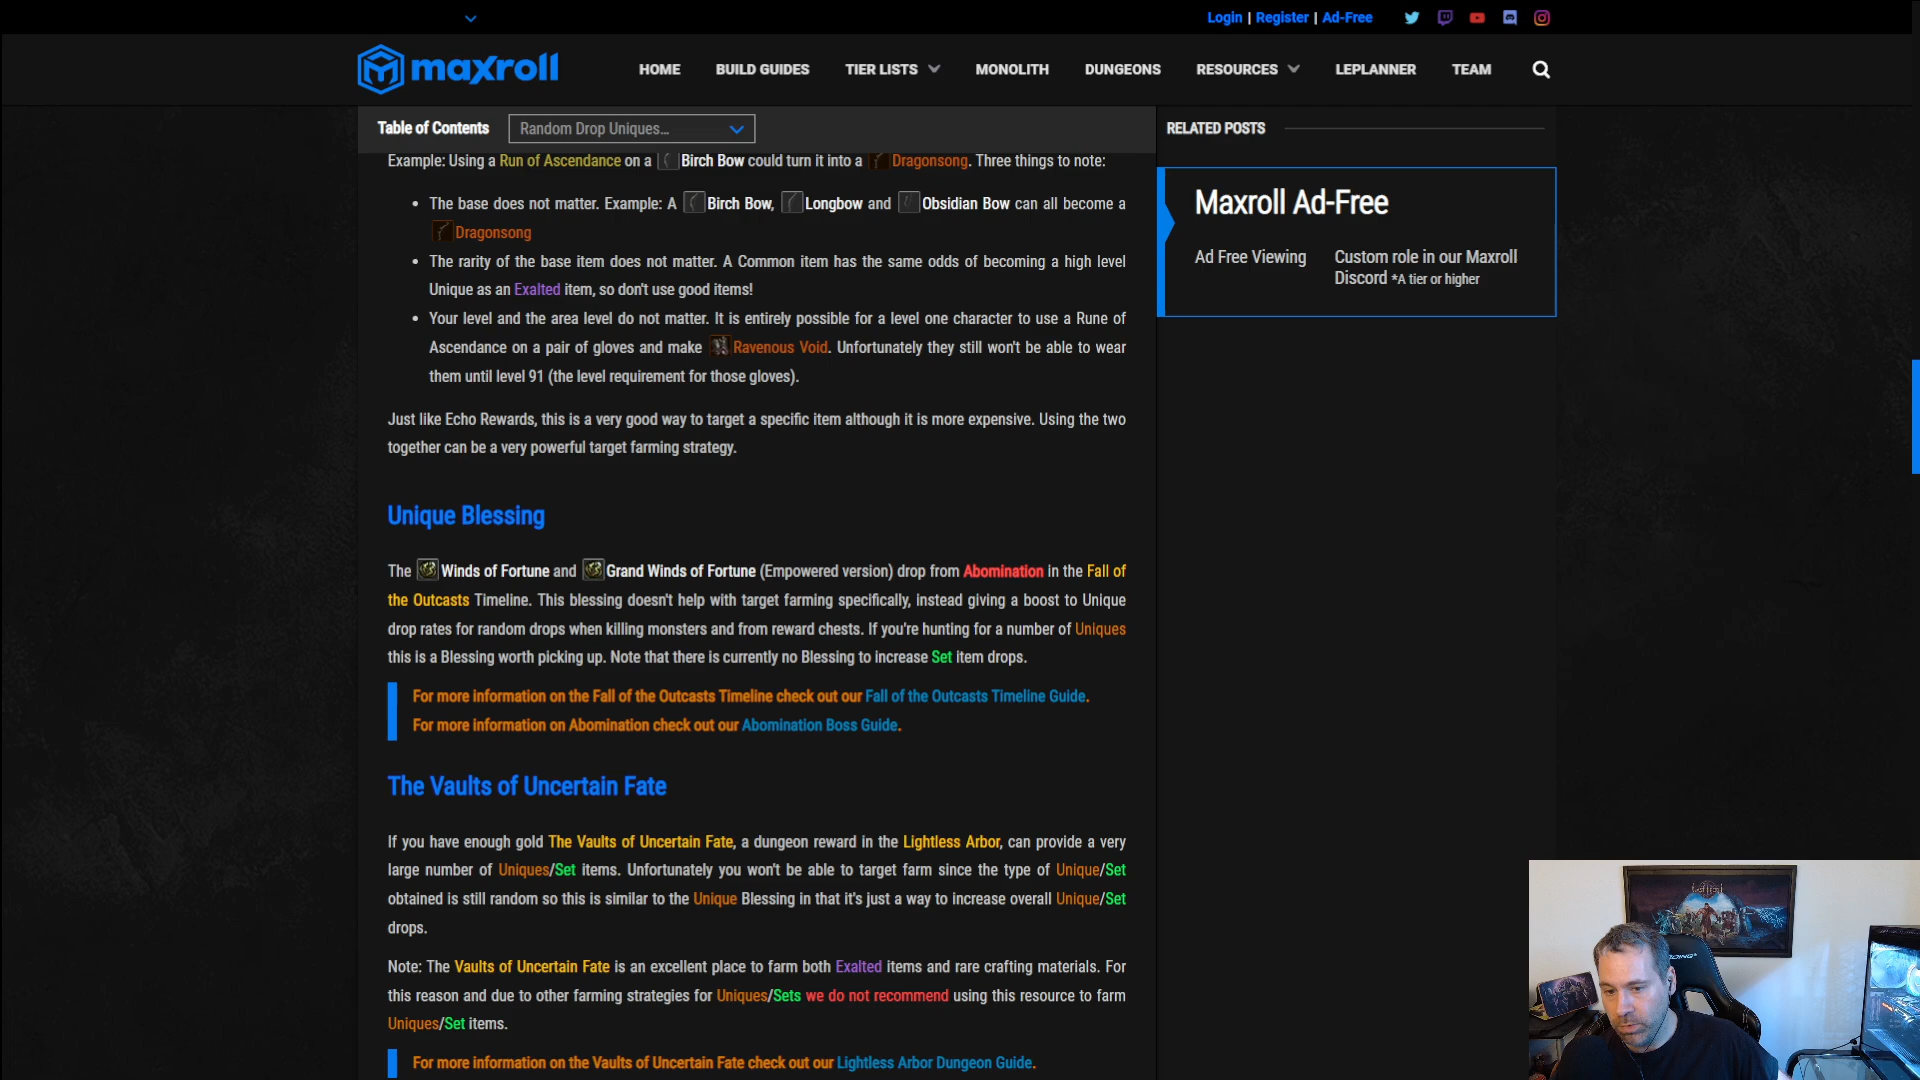 Login | Register | Ad-Free
maxroll
HOME BUILD GUIDES TIER LISTS MONOLITH DUNGEONS RESOURCES LEPLANNER TEAM
Table of Contents Random Drop Uniques...
Example: Using a Run of Ascendance on a Birch Bow could turn it into a Dragonsong. Three things to note:
• The base does not matter. Example: A Birch Bow, Longbow and Obsidian Bow can all become a
Dragonsong
• The rarity of the base item does not matter. A Common item has the same odds of becoming a high level
Unique as an Exalted item, so don't use good items!
• Your level and the area level do not matter. It is entirely possible for a level one character to use a Rune of
Ascendance on a pair of gloves and make Ravenous Void. Unfortunately they still won't be able to wear
them until level 91 (the level requirement for those gloves).
Just like Echo Rewards, this is a very good way to target a specific item although it is more expensive. Using the two
together can be a very powerful target farming strategy.
Unique Blessing
The Winds of Fortune and Grand Winds of Fortune (Empowered version) drop from Abomination in the Fall of
the Outcasts Timeline. This blessing doesn't help with target farming specifically, instead giving a boost to Unique
drop rates for random drops when killing monsters and from reward chests. If you're hunting for a number of Uniques
this is a Blessing worth picking up. Note that there is currently no Blessing to increase Set item drops.
For more information on the Fall of the Outcasts Timeline check out our Fall of the Outcasts Timeline Guide.
For more information on Abomination check out our Abomination Boss Guide.
The Vaults of Uncertain Fate
If you have enough gold The Vaults of Uncertain Fate, a dungeon reward in the Lightless Arbor, can provide a very
large number of Uniques/Set items. Unfortunately you won't be able to target farm since the type of Unique/Set
obtained is still random so this is similar to the Unique Blessing in that it's just a way to increase overall Unique/Set
drops.
Note: The Vaults of Uncertain Fate is an excellent place to farm both Exalted items and rare crafting materials. For
this reason and due to other farming strategies for Uniques/Sets we do not recommend using this resource to farm
Uniques/Set items.
For more information on the Vaults of Uncertain Fate check out our Lightless Arbor Dungeon Guide.
RELATED POSTS
Maxroll Ad-Free
Ad Free Viewing
Custom role in our Maxroll
Discord *A tier or higher